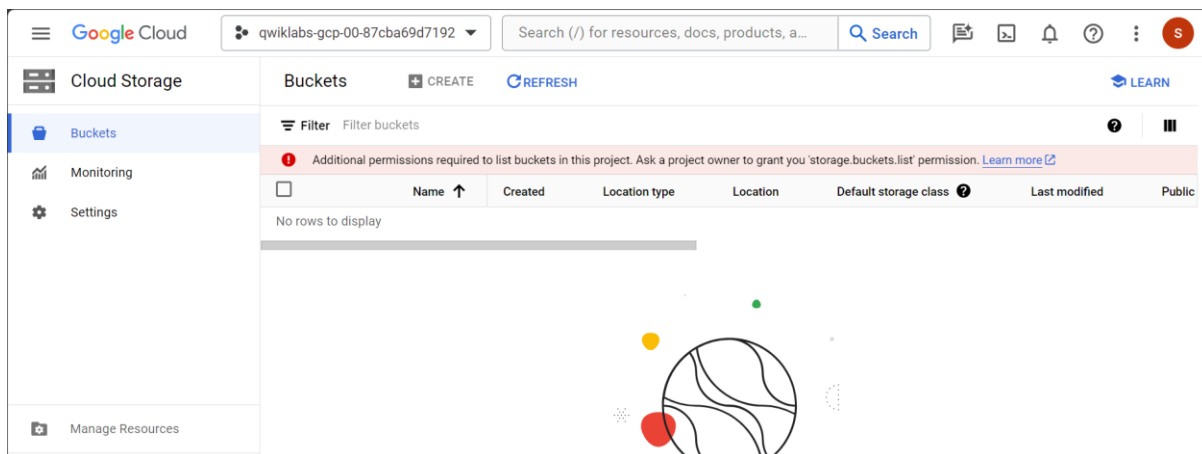 Google Cloud
qwiklabs-gcp-00-87cba69d7192
Search (/) for resources, docs, products, a...
Search
S
Cloud Storage
Buckets
CREATE
REFRESH
LEARN
Buckets
Monitoring
Settings
Manage Resources
Filter Filter buckets
Additional permissions required to list buckets in this project. Ask a project owner to grant you 'storage.buckets.list' permission. Learn more
Name Created Location type Location Default storage class Last modified Public
No rows to display